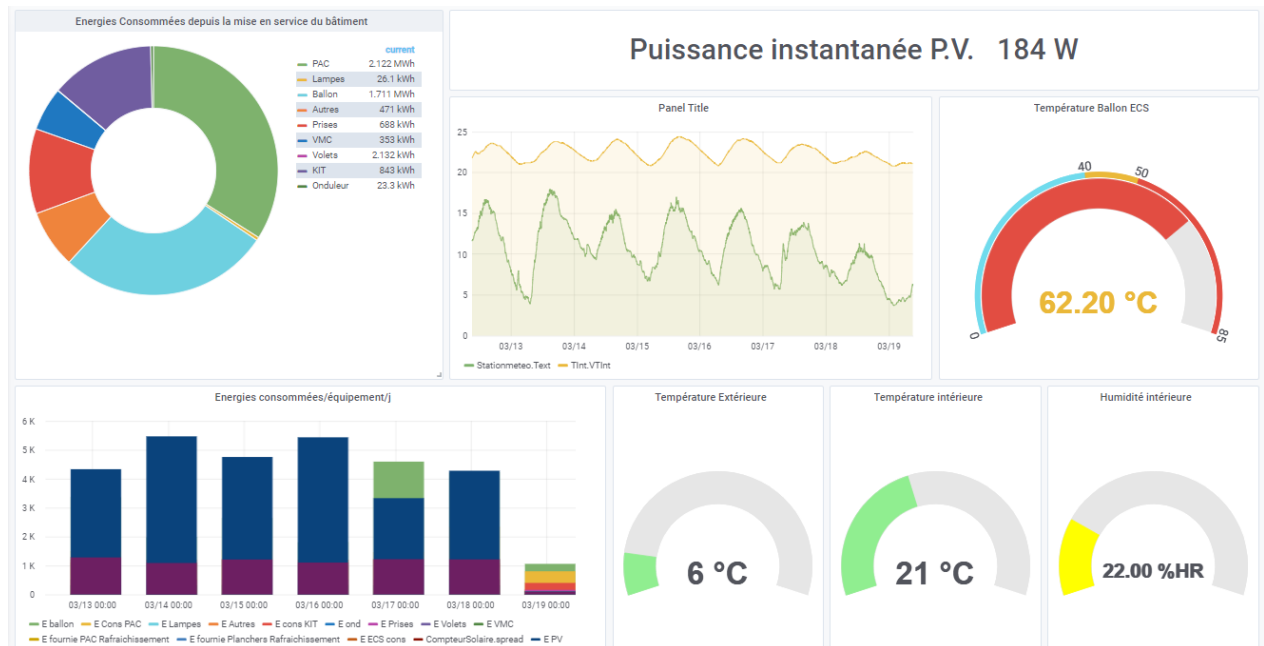 Energies Consommées depuis la mise en service du bâtiment
current
PAC 2.122 MWh
Lampes 26.1 kWh
Ballon 1.711 MWh
Autres 471 kWh
Prises 688 kWh
VMC 353 kWh
Volets 2.132 kWh
KIT 843 kWh
Onduleur 23.3 kWh
Puissance instantanée P.V. 184 W
Panel Title
25
20
15
10
5
0
03/13 03/14 03/15 03/16 03/17 03/18 03/19
Stationmeteo.Text TInt.VTInt
Température Ballon ECS
40
50
0
85
62.20 °C
Energies consommées/équipement/j
6 K
5 K
4 K
3 K
2 K
1 K
0
03/13 00:00 03/14 00:00 03/15 00:00 03/16 00:00 03/17 00:00 03/18 00:00 03/19 00:00
E ballon E Cons PAC E Lampes E Autres E cons KIT E ond E Prises E Volets E VMC
E fournie PAC Rafraichissement E fournie Planchers Rafraichissement E ECS cons CompteurSolaire.spread E PV
Température Extérieure
6 °C
Température intérieure
21 °C
Humidité intérieure
22.00 %HR